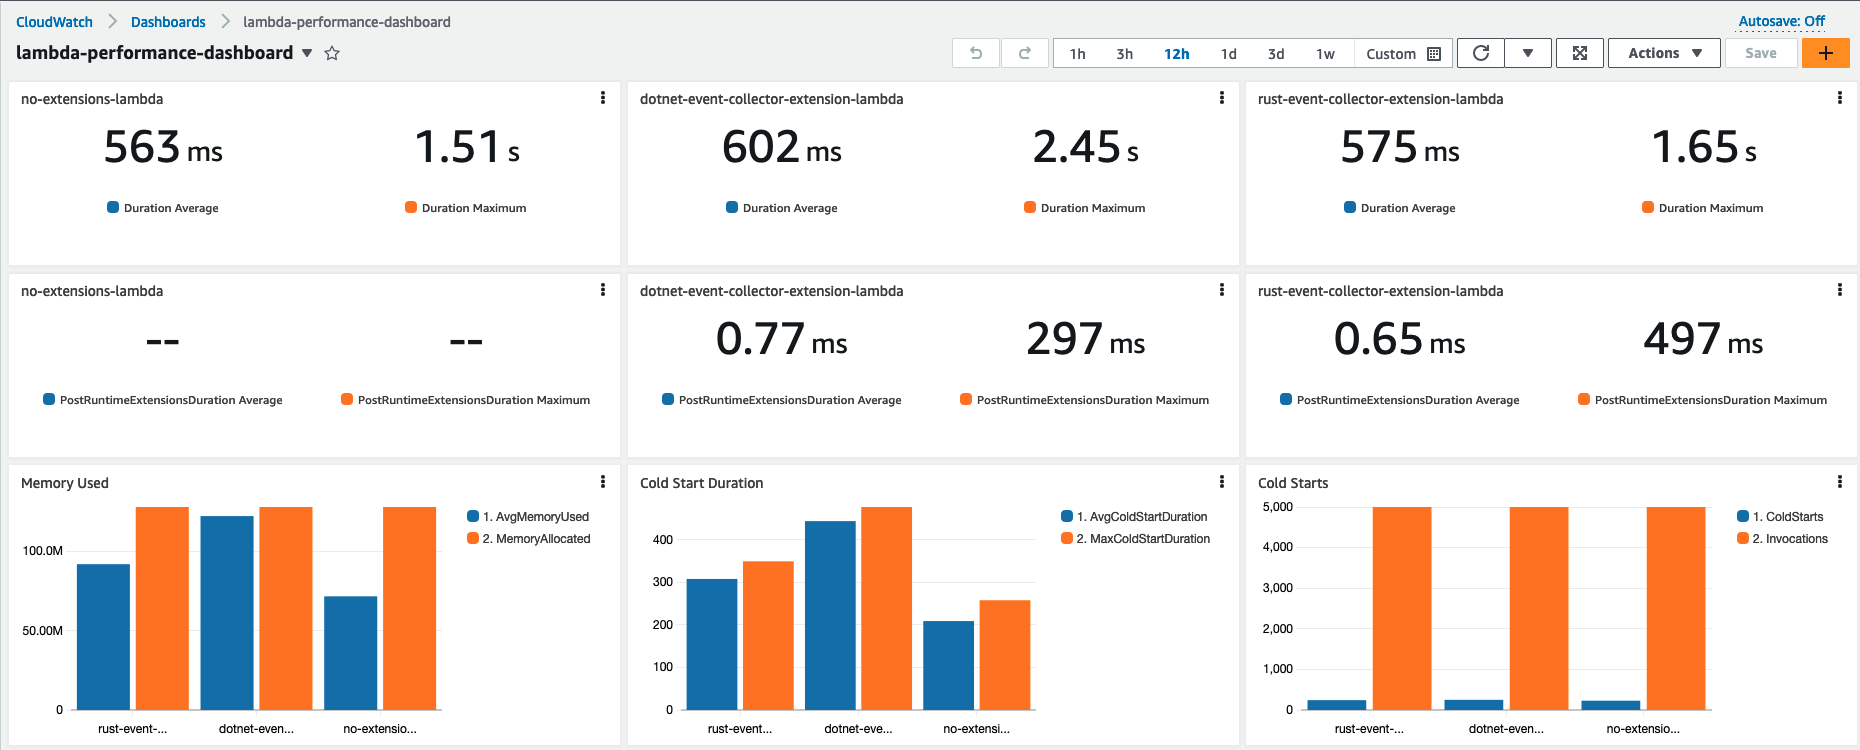 CloudWatch > Dashboards > lambda-performance-dashboard
Autosave: Off
lambda-performance-dashboard
1h 3h 12h 1d 3d 1w Custom
Actions
Save
+
no-extensions-lambda
563 ms
1.51 s
Duration Average
Duration Maximum
dotnet-event-collector-extension-lambda
602 ms
2.45 s
Duration Average
Duration Maximum
rust-event-collector-extension-lambda
575 ms
1.65 s
Duration Average
Duration Maximum
no-extensions-lambda
--
--
PostRuntimeExtensionsDuration Average
PostRuntimeExtensionsDuration Maximum
dotnet-event-collector-extension-lambda
0.77 ms
297 ms
PostRuntimeExtensionsDuration Average
PostRuntimeExtensionsDuration Maximum
rust-event-collector-extension-lambda
0.65 ms
497 ms
PostRuntimeExtensionsDuration Average
PostRuntimeExtensionsDuration Maximum
Memory Used
1. AvgMemoryUsed
2. MemoryAllocated
100.0M
50.00M
0
rust-event-...
dotnet-even...
no-extensio...
Cold Start Duration
1. AvgColdStartDuration
2. MaxColdStartDuration
400
300
200
100
0
rust-event...
dotnet-eve...
no-extensi...
Cold Starts
1. ColdStarts
2. Invocations
5,000
4,000
3,000
2,000
1,000
0
rust-event-...
dotnet-even...
no-extensio...